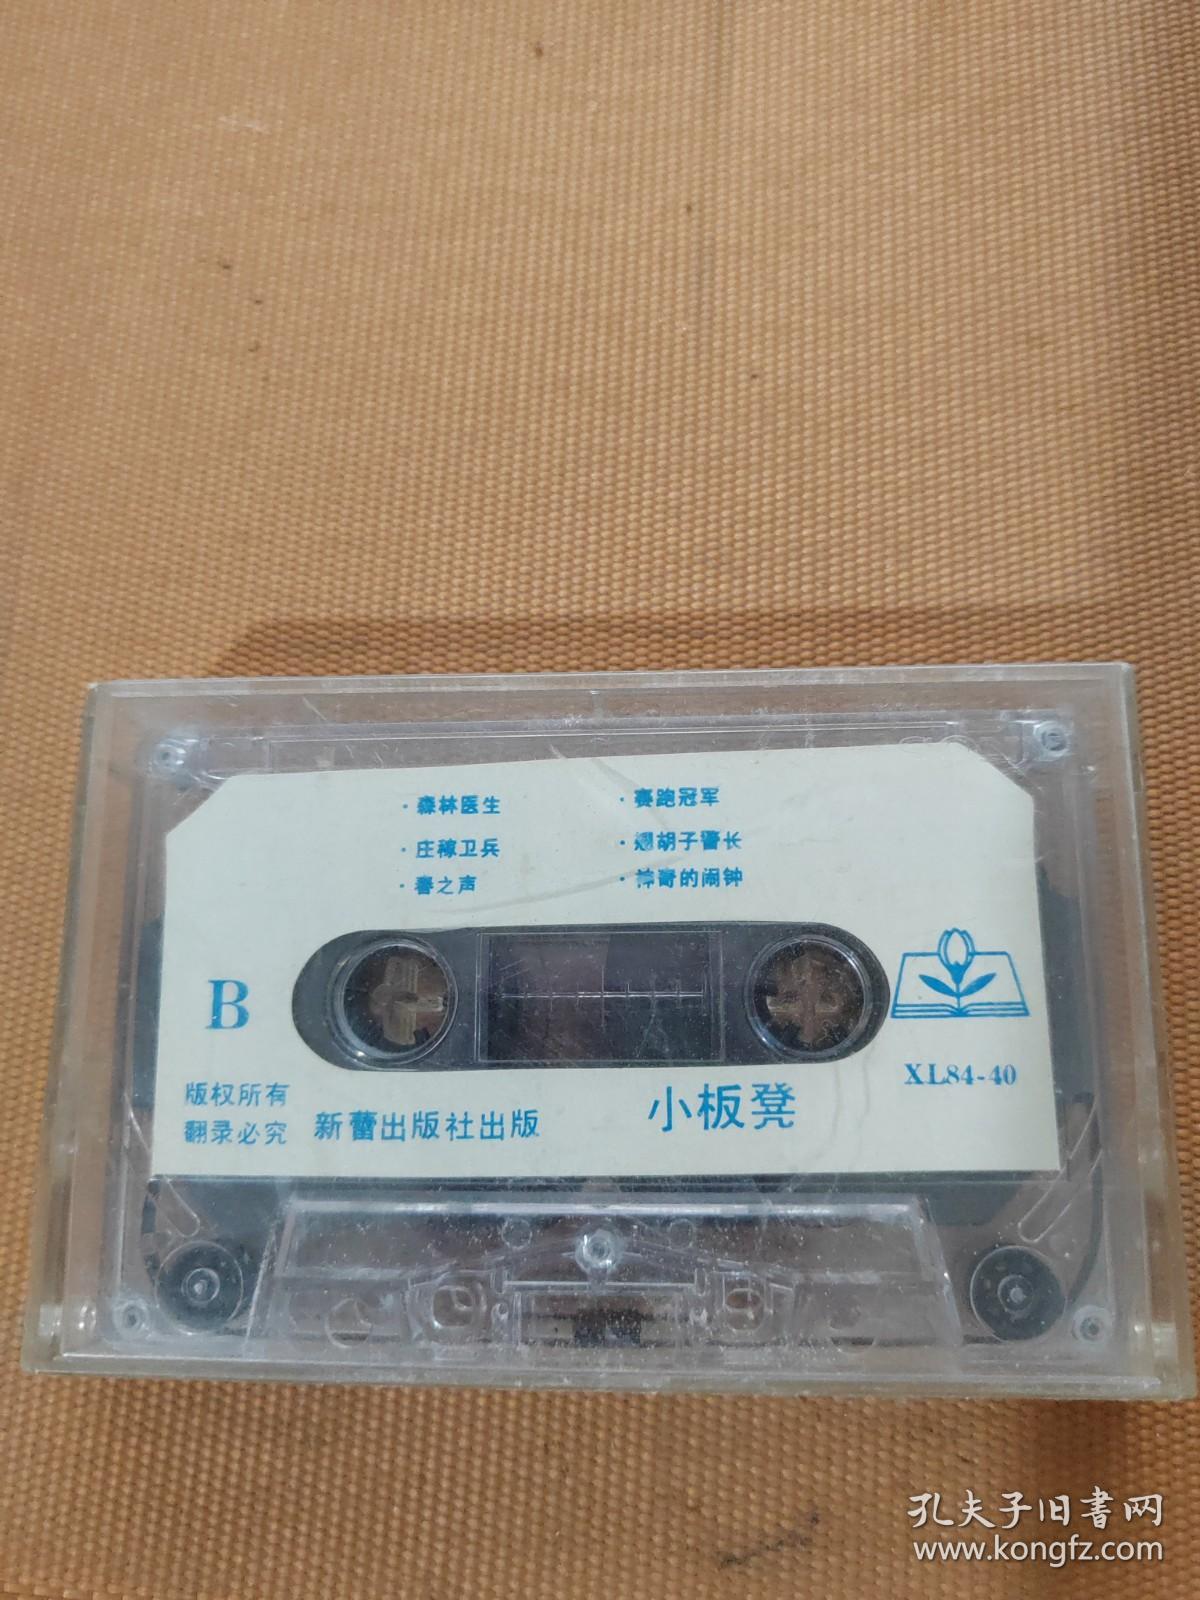 · 森林医生
· 庄稼卫兵
· 春之声
· 赛跑冠军
· 翘胡子警长
· 神奇的闹钟
B
XL84-40
版权所有
翻录必究
新蕾出版社出版
小板凳
孔夫子旧书网
www.kongfz.com